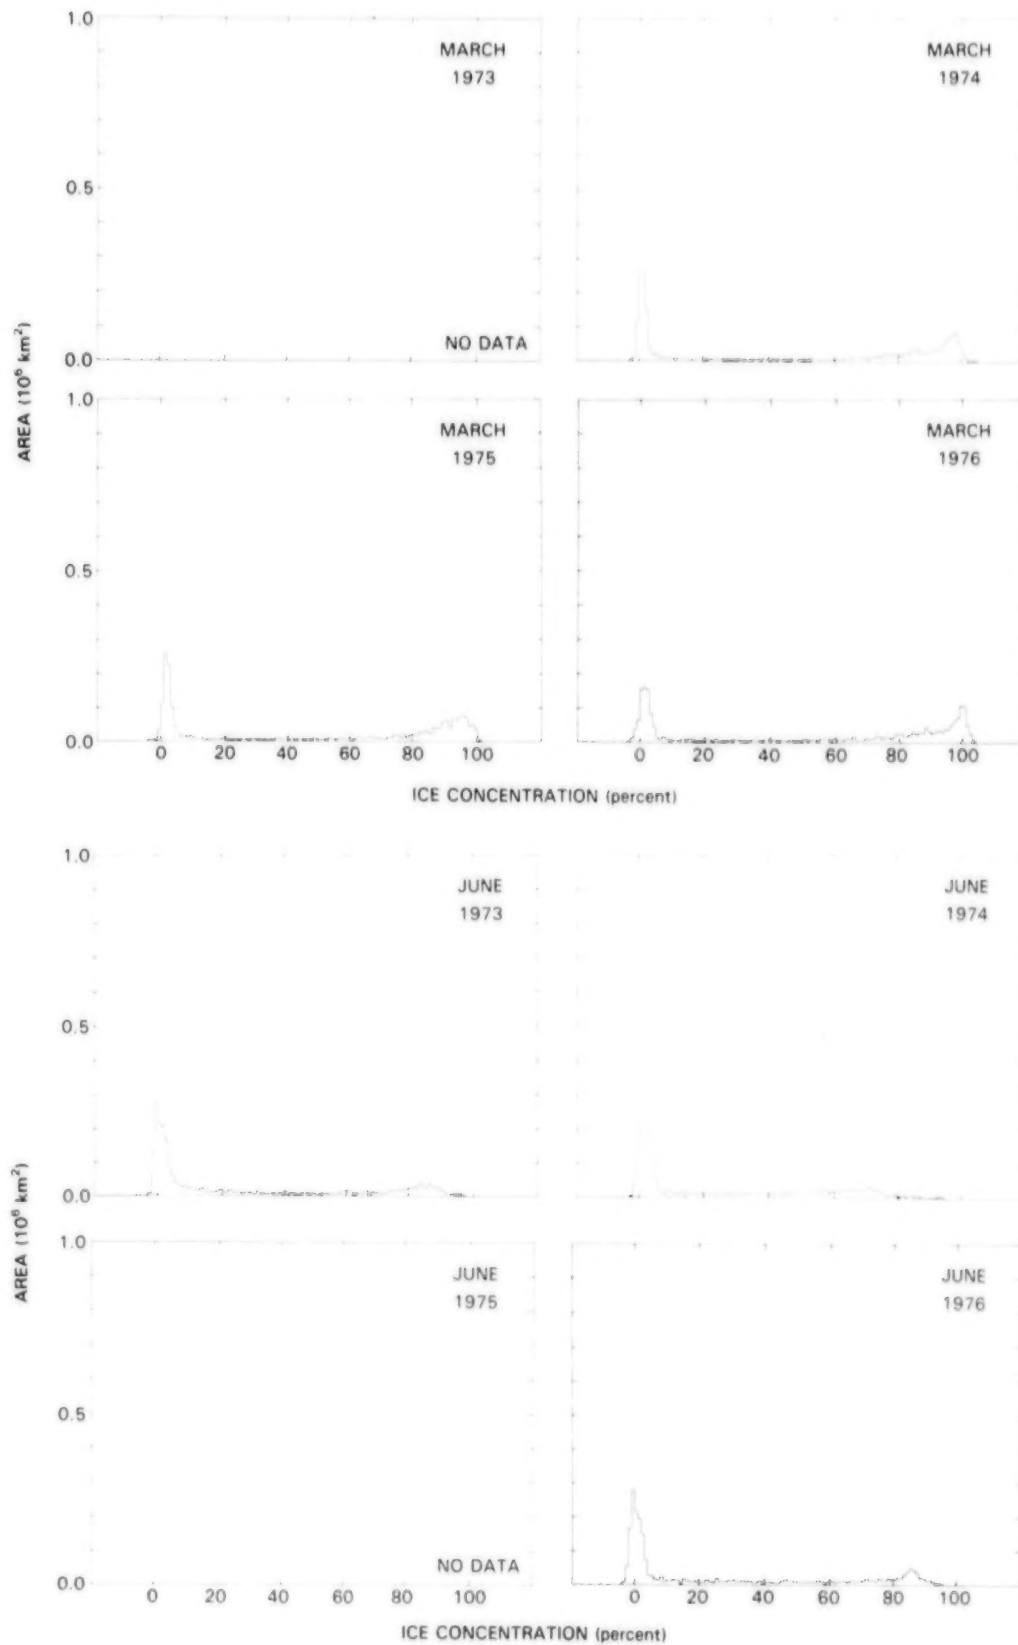 1.0
MARCH MARCH
1973 1974
0.5
NO DATA
0.0
AREA (10⁶ km²)
1.0
MARCH MARCH
1975 1976
0.5
0.0
0 20 40 60 80 100 0 20 40 60 80 100
ICE CONCENTRATION (percent)
1.0
JUNE JUNE
1973 1974
0.5
0.0
AREA (10⁶ km²)
1.0
JUNE JUNE
1975 1976
0.5
NO DATA
0.0
0 20 40 60 80 100 0 20 40 60 80 100
ICE CONCENTRATION (percent)